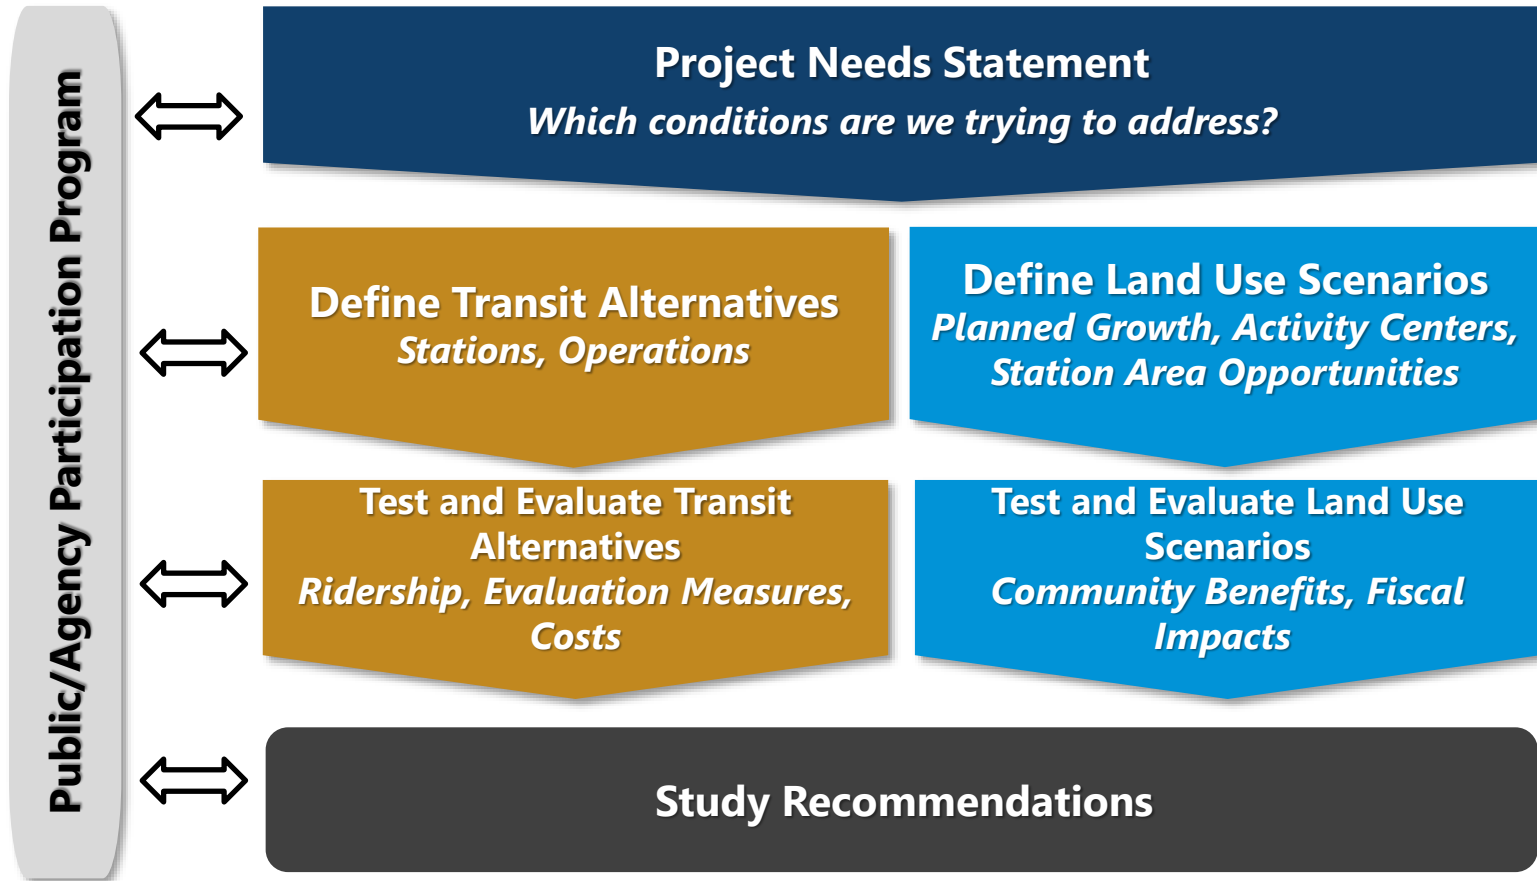 Public/Agency Participation Program
Project Needs Statement
Which conditions are we trying to address?
Define Transit Alternatives
Stations, Operations
Define Land Use Scenarios
Planned Growth, Activity Centers,
Station Area Opportunities
Test and Evaluate Transit
Alternatives
Ridership, Evaluation Measures,
Costs
Test and Evaluate Land Use
Scenarios
Community Benefits, Fiscal
Impacts
Study Recommendations